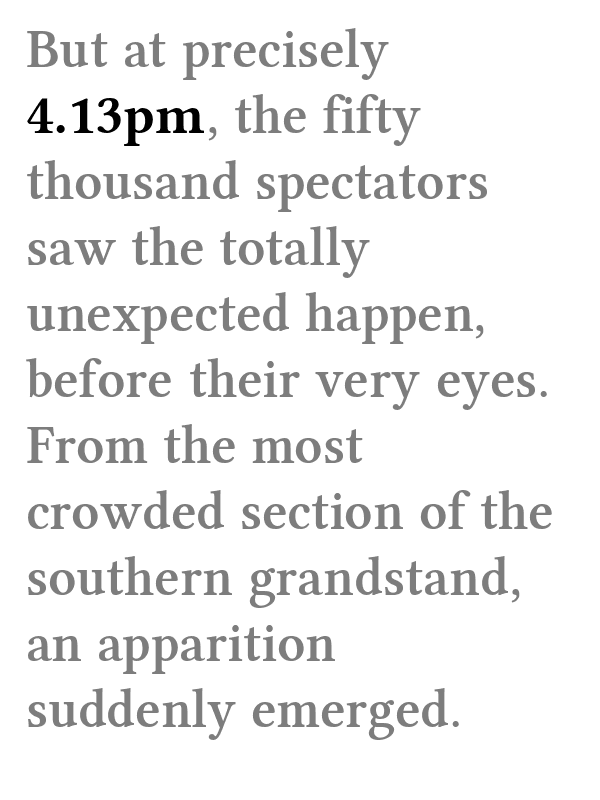 But at precisely
4.13pm, the fifty
thousand spectators
saw the totally
unexpected happen,
before their very eyes.
From the most
crowded section of the
southern grandstand,
an apparition
suddenly emerged.